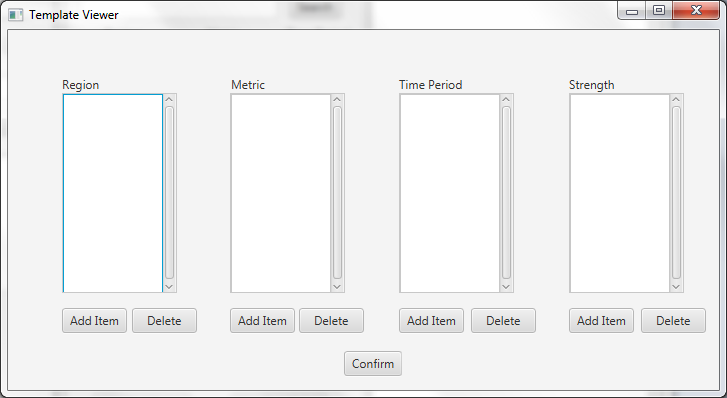 Template Viewer
Region Metric Time Period Strength
Add Item Delete Add Item Delete Add Item Delete Add Item Delete
Confirm